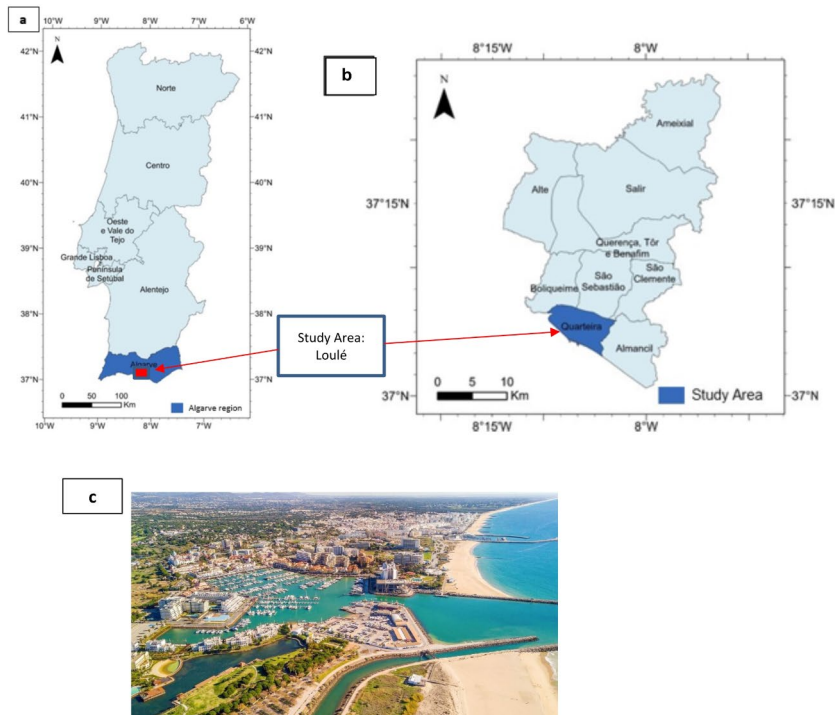 a
10°W 9°W 8°W 7°W 6°W
42°N
41°N
40°N
39°N
38°N
37°N
N
Norte
Centro
Oeste
e Vale do
Tejo
Grande Lisboa
Península
de Setúbal
Alentejo
Algarve
0 50 100
Km
Algarve region
10°W 9°W 8°W 7°W
42°N
41°N
40°N
39°N
38°N
37°N
Study Area:
Loulé
b
8°15'W 8°W
37°15'N
37°N
N
Ameixial
Alte
Salir
Querença, Tôr
e Benafim
São
Clemente
São
Sebastião
Boliqueime
Quarteira
Almancil
0 5 10
Km
Study Area
37°15'N
37°N
8°15'W 8°W
c